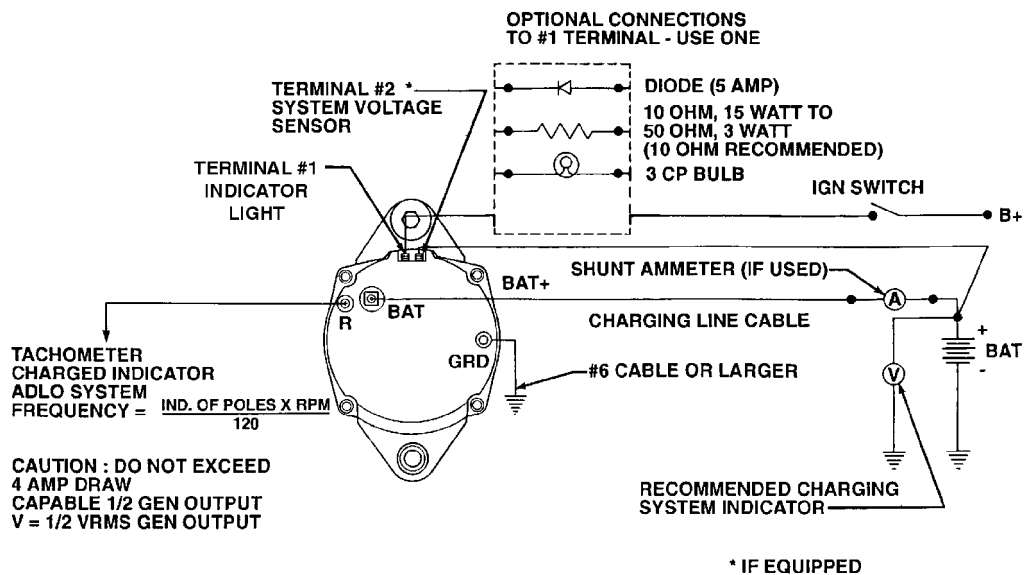 OPTIONAL CONNECTIONS
TO #1 TERMINAL - USE ONE
TERMINAL #2 *
SYSTEM VOLTAGE
SENSOR
DIODE (5 AMP)
10 OHM, 15 WATT TO
50 OHM, 3 WATT
(10 OHM RECOMMENDED)
3 CP BULB
TERMINAL #1
INDICATOR
LIGHT
IGN SWITCH
B+
SHUNT AMMETER (IF USED)
BAT+
A
R
BAT
CHARGING LINE CABLE
+
BAT
-
GRD
#6 CABLE OR LARGER
V
TACHOMETER
CHARGED INDICATOR
ADLO SYSTEM
FREQUENCY = IND. OF POLES X RPM
120
CAUTION : DO NOT EXCEED
4 AMP DRAW
CAPABLE 1/2 GEN OUTPUT
V = 1/2 VRMS GEN OUTPUT
RECOMMENDED CHARGING
SYSTEM INDICATOR
* IF EQUIPPED